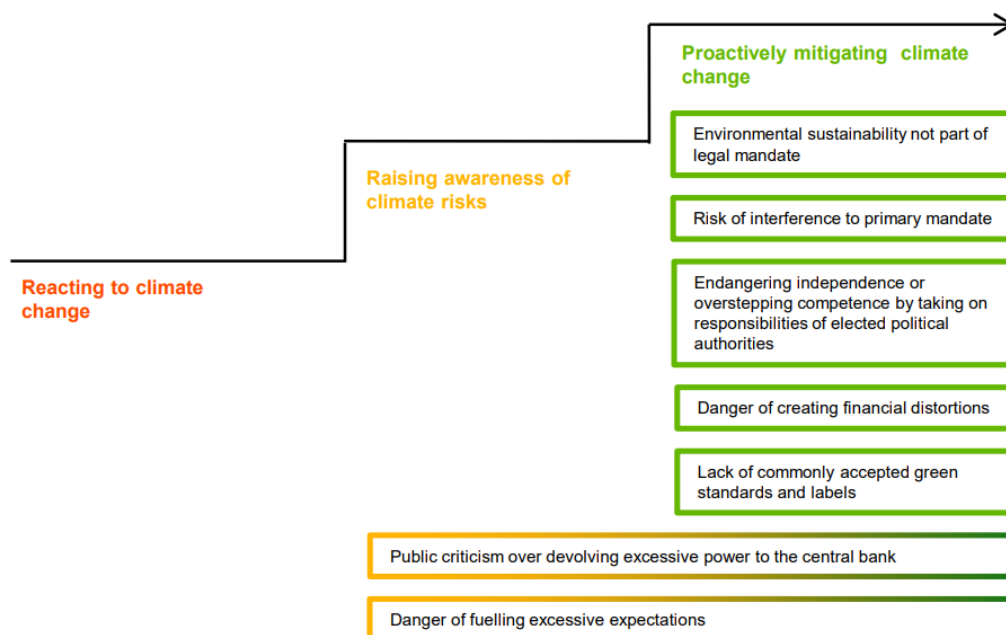 Proactively mitigating climate
change
Environmental sustainability not part of
legal mandate
Raising awareness of
climate risks
Risk of interference to primary mandate
Reacting to climate
change
Endangering independence or
overstepping competence by taking on
responsibilities of elected political
authorities
Danger of creating financial distortions
Lack of commonly accepted green
standards and labels
Public criticism over devolving excessive power to the central bank
Danger of fuelling excessive expectations